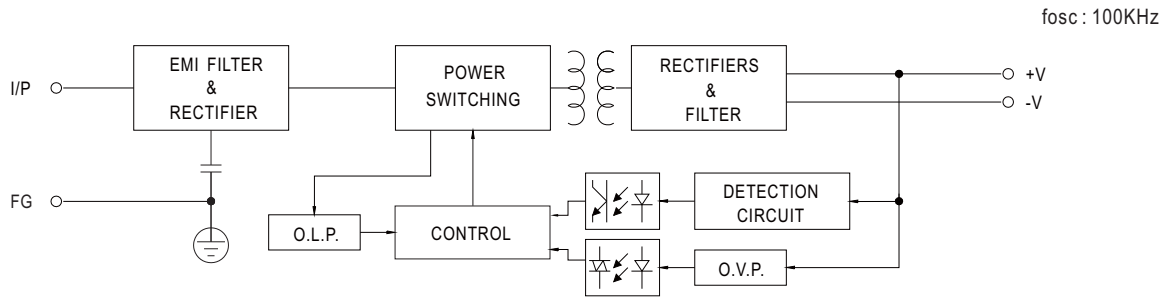 fosc : 100KHz
I/P
EMI FILTER
&
RECTIFIER
POWER
SWITCHING
RECTIFIERS
&
FILTER
+V
-V
FG
O.L.P.
CONTROL
DETECTION
CIRCUIT
O.V.P.